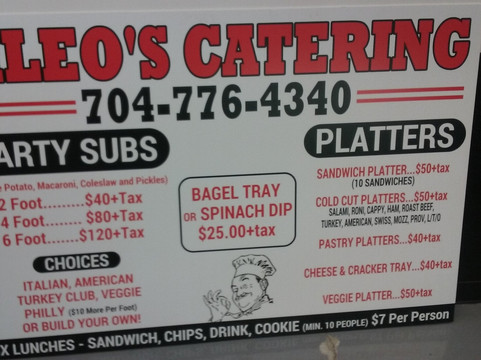 LEO'S CATERING
704-776-4340
ARTY SUBS
Potato, Macaroni, Coleslaw and Pickles)
2 Foot.........$40+Tax
4 Foot....... $80+Tax
6 Foot......$120+Tax
CHOICES
ITALIAN, AMERICAN
TURKEY CLUB, VEGGIE
PHILLY ($10 More Per Foot)
OR BUILD YOUR OWN!
BAGEL TRAY
OR SPINACH DIP
$25.00+tax
PLATTERS
SANDWICH PLATTER...$50+tax
(10 SANDWICHES)
COLD CUT PLATTERS...$50+tax
SALAMI, RONI, CAPPY, HAM, ROAST BEEF,
TURKEY, AMERICAN, SWISS, MOZZ, PROV, L/T/O
PASTRY PLATTERS...$40+tax
CHEESE & CRACKER TRAY...$40+tax
VEGGIE PLATTER...$50+tax
X LUNCHES - SANDWICH, CHIPS, DRINK, COOKIE (MIN. 10 PEOPLE) $7 Per Person